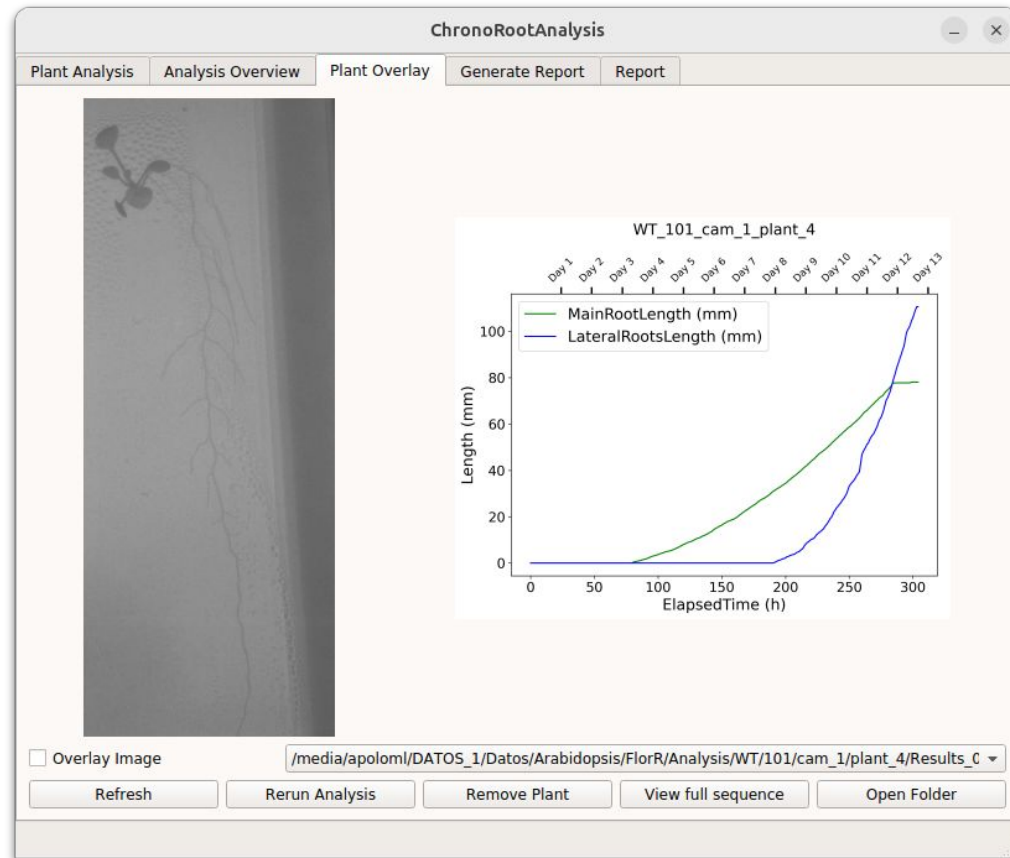 ChronoRootAnalysis
Plant Analysis
Analysis Overview
Plant Overlay
Generate Report
Report
WT_101_cam_1_plant_4
Day 1 Day 2 Day 3 Day 4 Day 5 Day 6 Day 7 Day 8 Day 9 Day 10 Day 11 Day 12 Day 13
MainRootLength (mm)
LateralRootsLength (mm)
Length (mm)
100
80
60
40
20
0
0 50 100 150 200 250 300
ElapsedTime (h)
Overlay Image
/media/apoloml/DATOS_1/Datos/Arabidopsis/FlorR/Analysis/WT/101/cam_1/plant_4/Results_0
Refresh
Rerun Analysis
Remove Plant
View full sequence
Open Folder